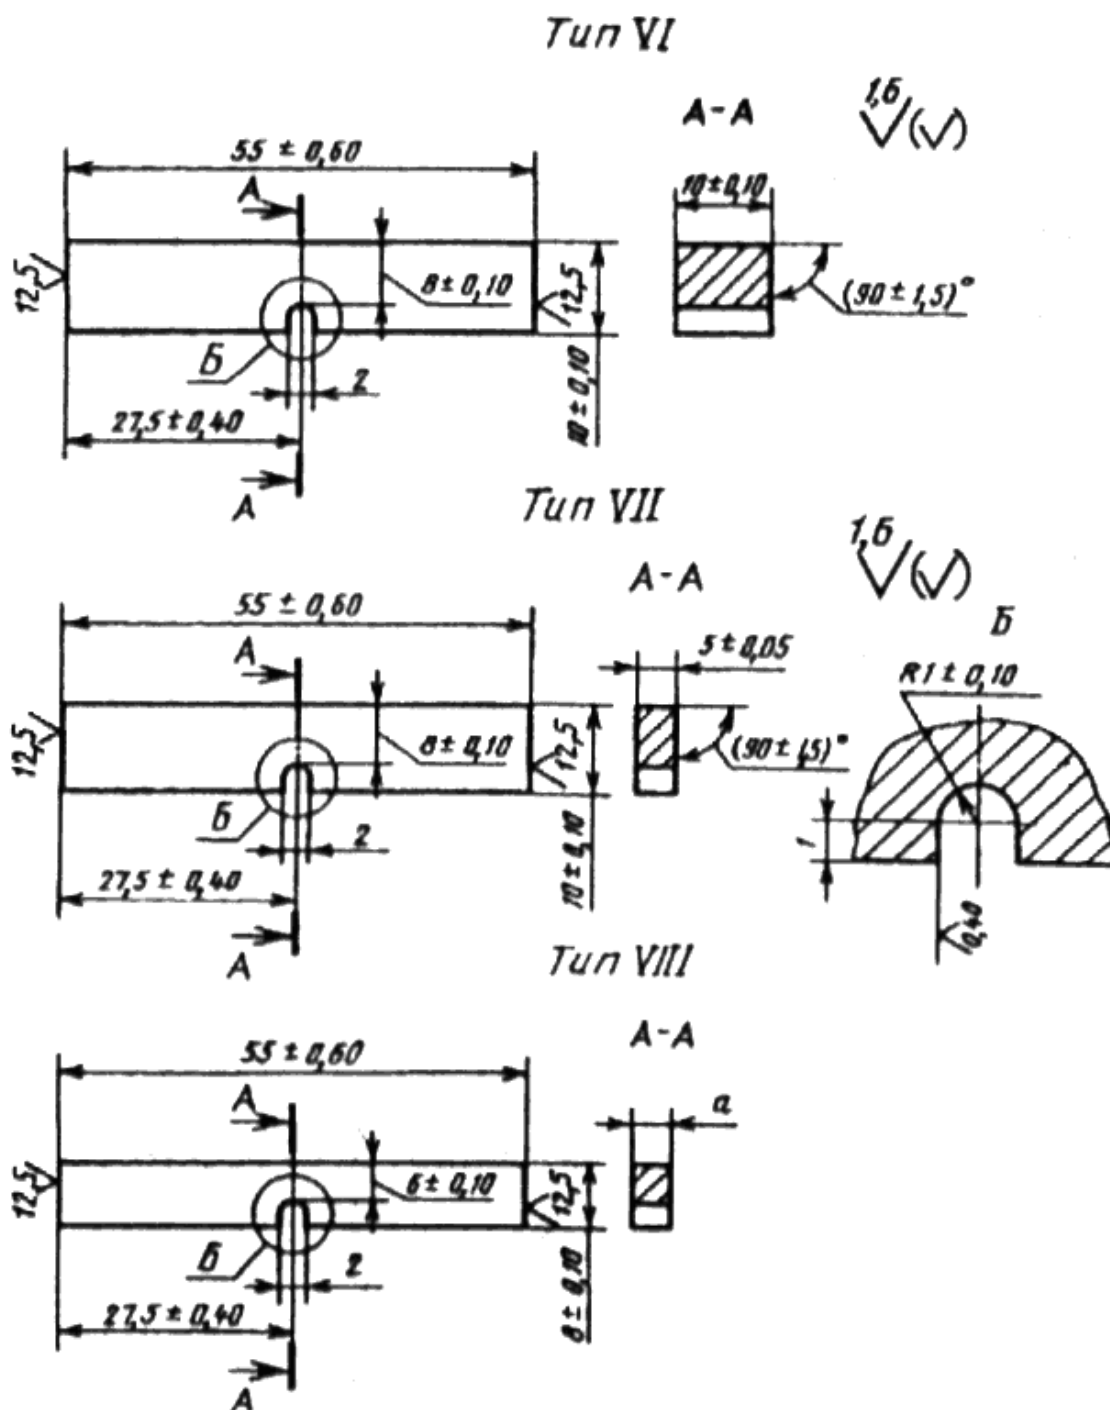 Тип VI
А-А
1,6
55 ± 0,60
А
10±0,10
12,5
8± 0,10
12,5
(90 ± 1,5)°
Б
2
10 ± 0,10
27,5 ± 0,40
А
Тип VII
1,6
А-А
55 ± 0,60
А
5 ± 0,05
Б
R1 ± 0,10
12,5
8 ± 0,10
12,5
(90 ± 1,5)°
Б
2
10 ± 0,10
1
27,5 ± 0,40
0,40
А
Тип VIII
А-А
55 ± 0,60
А
а
12,5
6 ± 0,10
12,5
Б
2
8 ± 0,10
27,5 ± 0,40
А